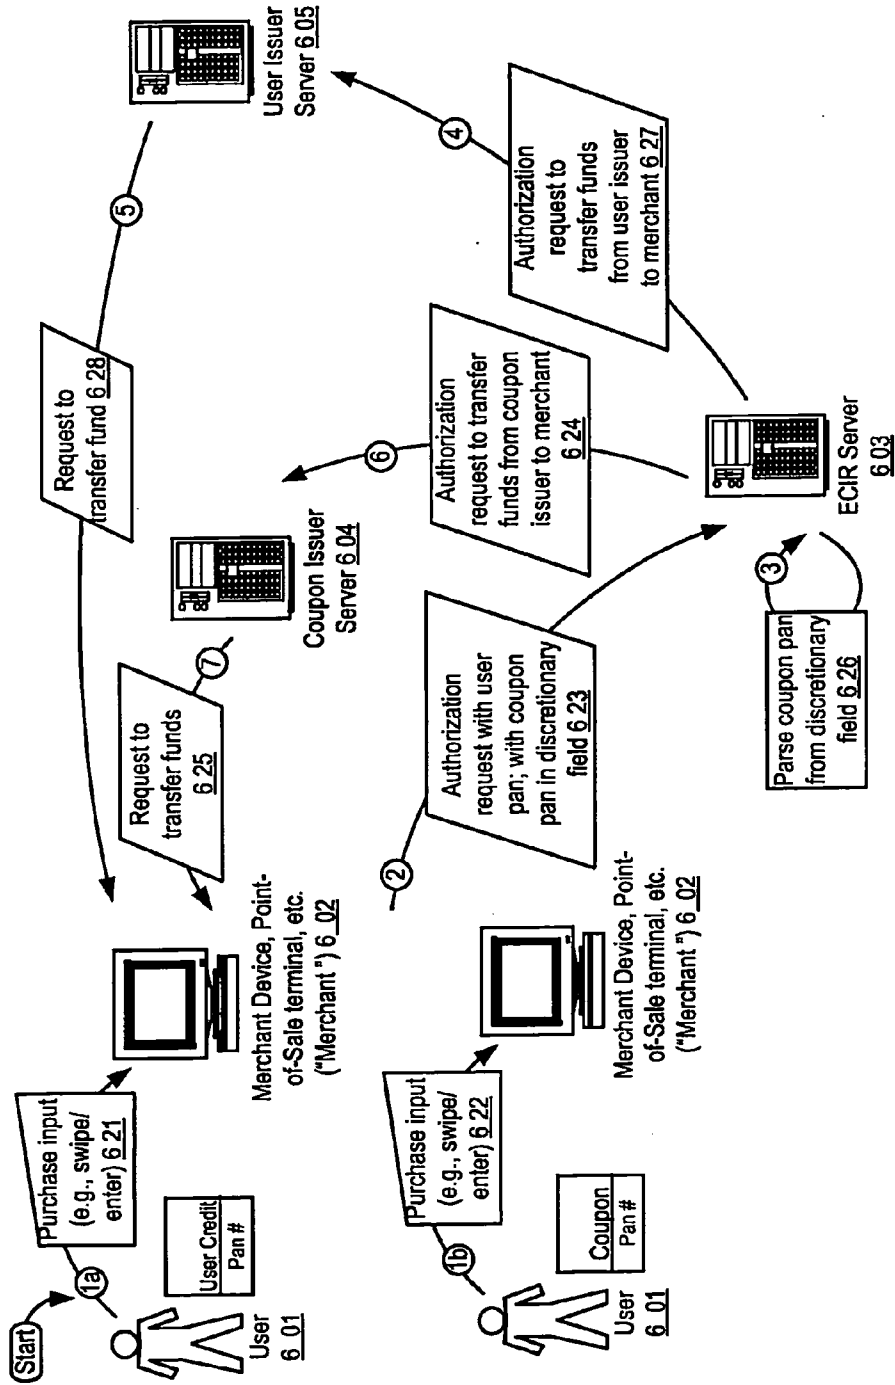 Start
1a
Purchase input
(e.g., swipe/
enter) 6 21
User Credit
Pan #
User
6 01
Merchant Device, Point-
of-Sale terminal, etc.
("Merchant") 6 02
Request to
transfer funds
6 25
7
Request to
transfer fund 6 28
5
Coupon Issuer
Server 6 04
User Issuer
Server 6 05
1b
Purchase input
(e.g., swipe/
enter) 6 22
Coupon
Pan #
User
6 01
Merchant Device, Point-
of-Sale terminal, etc.
("Merchant") 6 02
2
Authorization
request with user
pan; with coupon
pan in discretionary
field 6 23
3
Parse coupon pan
from discretionary
field 6 26
ECIR Server
6 03
6
Authorization
request to transfer
funds from coupon
issuer to merchant
6 24
4
Authorization
request to
transfer funds
from user issuer
to merchant 6 27